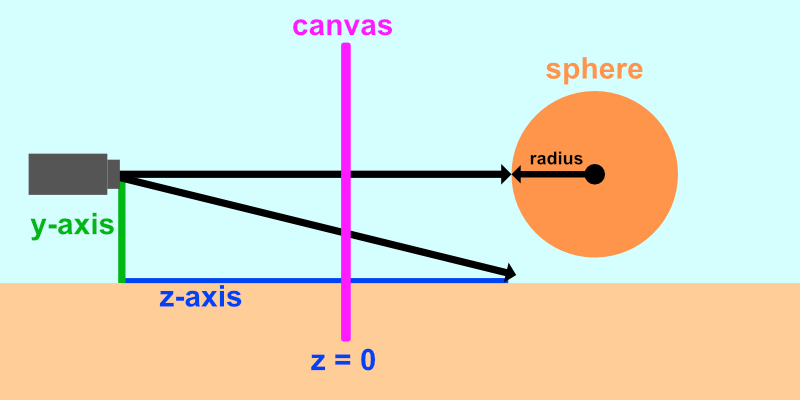 canvas
sphere
radius
y-axis
z-axis
z = 0